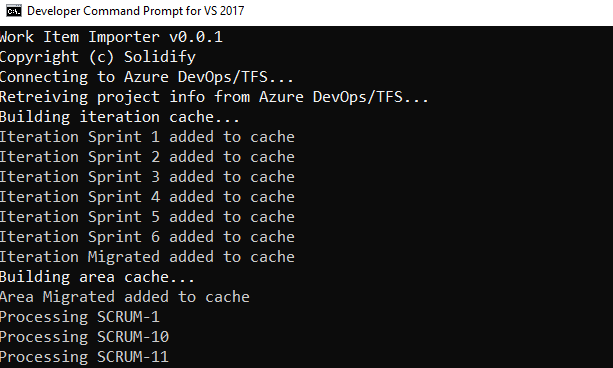 Developer Command Prompt for VS 2017
Work Item Importer v0.0.1
Copyright (c) Solidify
Connecting to Azure DevOps/TFS...
Retreiving project info from Azure DevOps/TFS...
Building iteration cache...
Iteration Sprint 1 added to cache
Iteration Sprint 2 added to cache
Iteration Sprint 3 added to cache
Iteration Sprint 4 added to cache
Iteration Sprint 5 added to cache
Iteration Sprint 6 added to cache
Iteration Migrated added to cache
Building area cache...
Area Migrated added to cache
Processing SCRUM-1
Processing SCRUM-10
Processing SCRUM-11